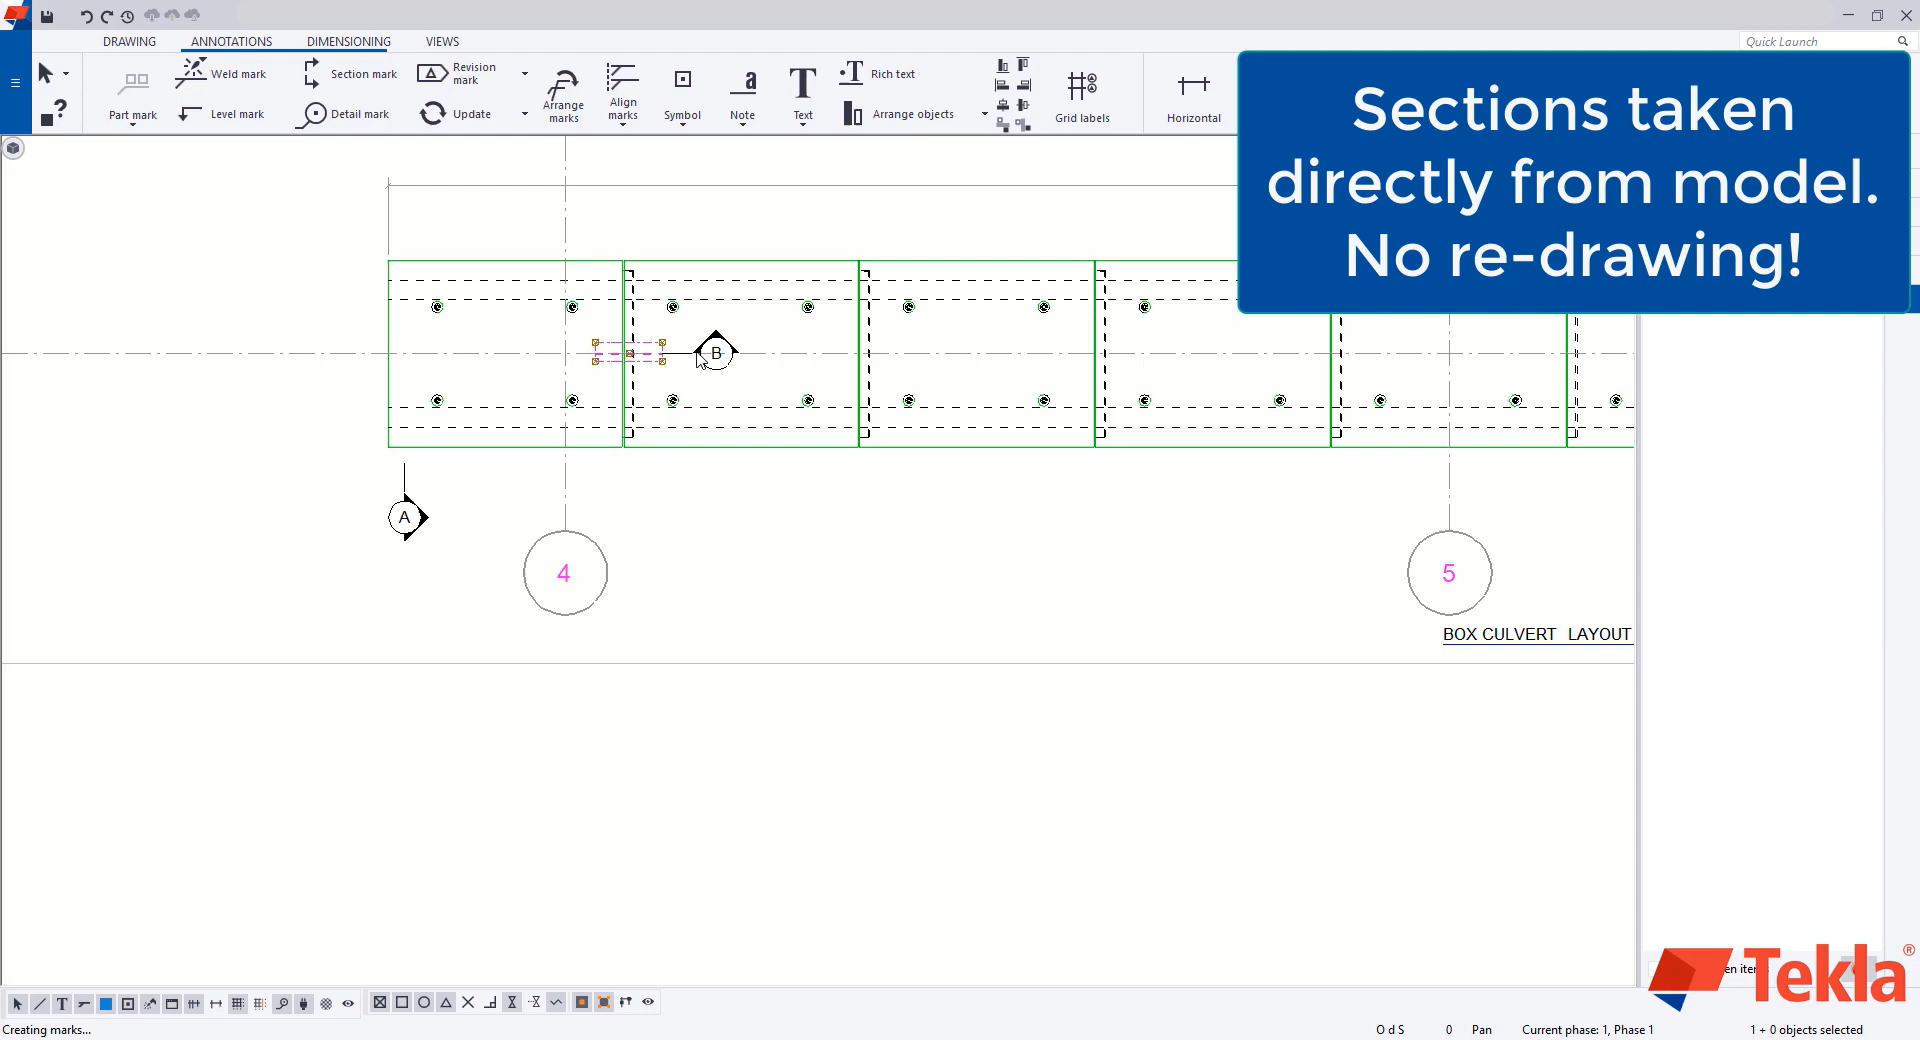 DRAWING ANNOTATIONS DIMENSIONING VIEWS
Quick Launch
Part mark
Weld mark
Level mark
Section mark
Detail mark
Revision
mark
Update
Arrange
marks
Align
marks
Symbol
a
Note
T
Text
T
Rich text
Arrange objects
Grid labels
Horizontal
Sections taken
directly from model.
No re-drawing!
B
A
4
5
BOX CULVERT LAYOUT
Tekla®
Creating marks...
O d S 0 Pan Current phase: 1, Phase 1 1 + 0 objects selected